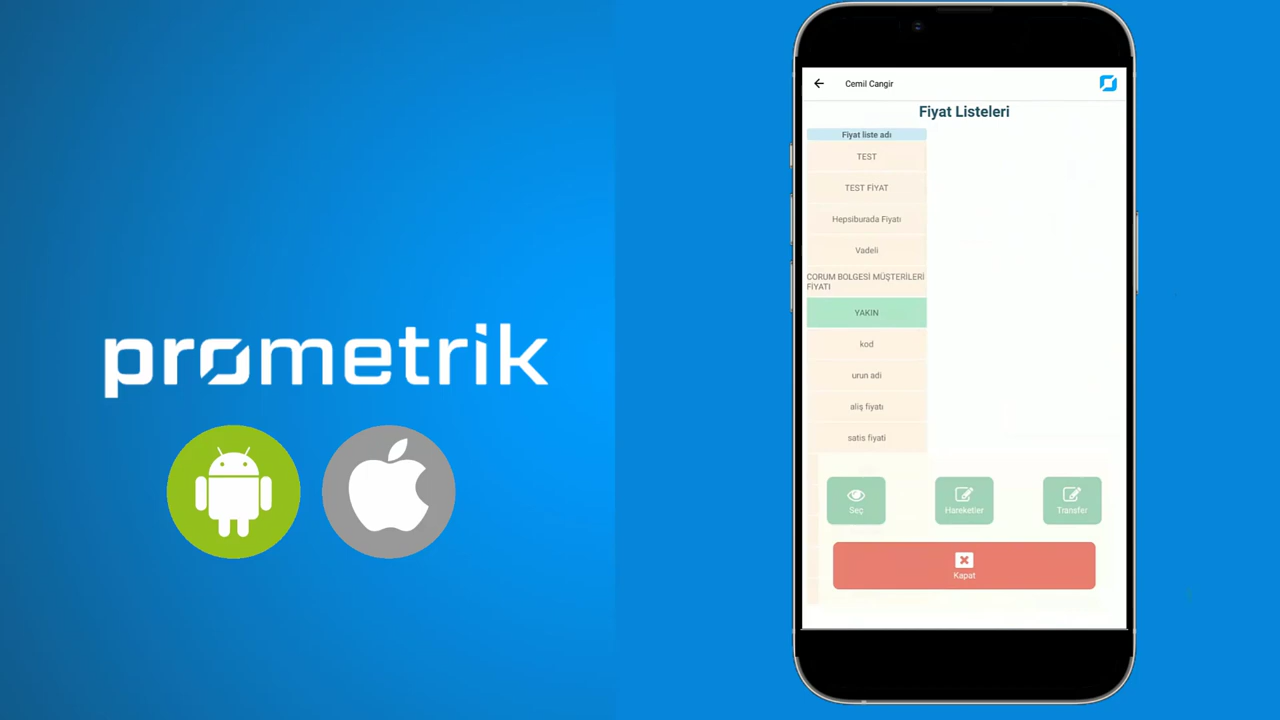 prometrik
Cemil Cangir
Fiyat Listeleri
Fiyat liste adı
TEST
TEST FİYAT
Hepsiburada Fiyatı
Vadeli
CORUM BOLGESİ MÜŞTERİLERİ
FİYATI
YAKIN
kod
urun adi
aliş fiyatı
satis fiyati
Seç
Hareketler
Transfer
Kapat